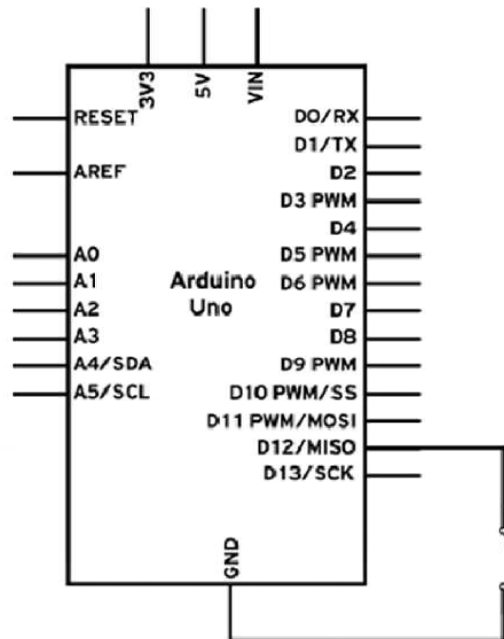 3V3
5V
VIN
RESET
AREF
A0
A1
A2
A3
A4/SDA
A5/SCL
Arduino
Uno
D0/RX
D1/TX
D2
D3 PWM
D4
D5 PWM
D6 PWM
D7
D8
D9 PWM
D10 PWM/SS
D11 PWM/MOSI
D12/MISO
D13/SCK
GND